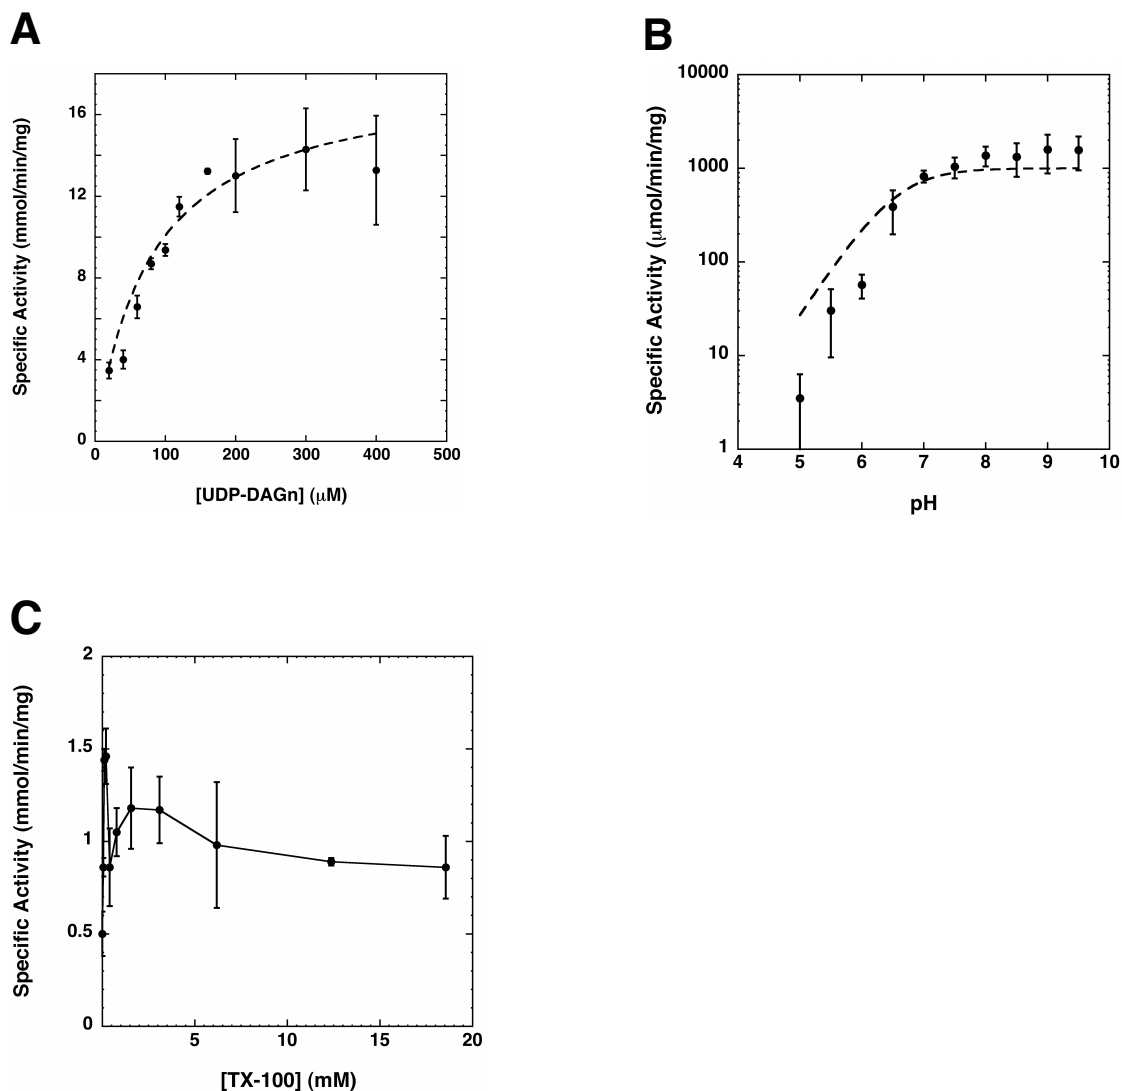 A
Specific Activity (mmol/min/mg)
16
12
8
4
0
0 100 200 300 400 500
[UDP-DAGn] (μM)
B
Specific Activity (μmol/min/mg)
10000
1000
100
10
1
4 5 6 7 8 9 10
pH
C
Specific Activity (mmol/min/mg)
2
1.5
1
0.5
0
5 10 15 20
[TX-100] (mM)